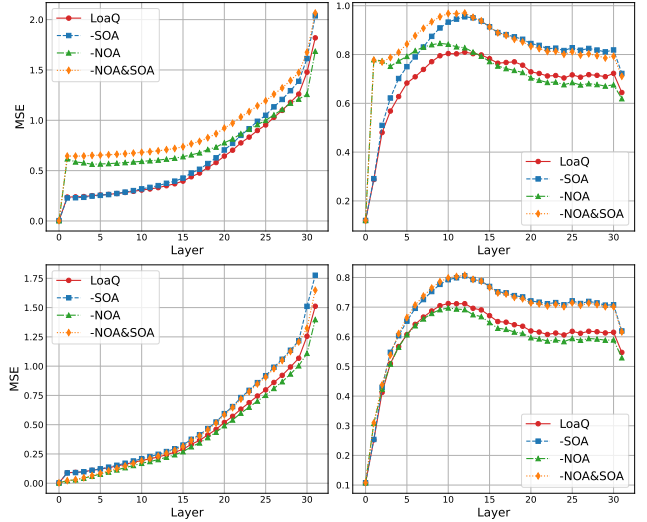 2.0
1.5
1.0
0.5
0.0
MSE
LoaQ
-SOA
-NOA
-NOA&SOA
0 5 10 15 20 25 30
Layer
1.0
0.8
0.6
0.4
0.2
LoaQ
-SOA
-NOA
-NOA&SOA
0 5 10 15 20 25 30
Layer
1.75
1.50
1.25
1.00
0.75
0.50
0.25
0.00
MSE
LoaQ
-SOA
-NOA
-NOA&SOA
0 5 10 15 20 25 30
Layer
0.8
0.7
0.6
0.5
0.4
0.3
0.2
0.1
LoaQ
-SOA
-NOA
-NOA&SOA
0 5 10 15 20 25 30
Layer